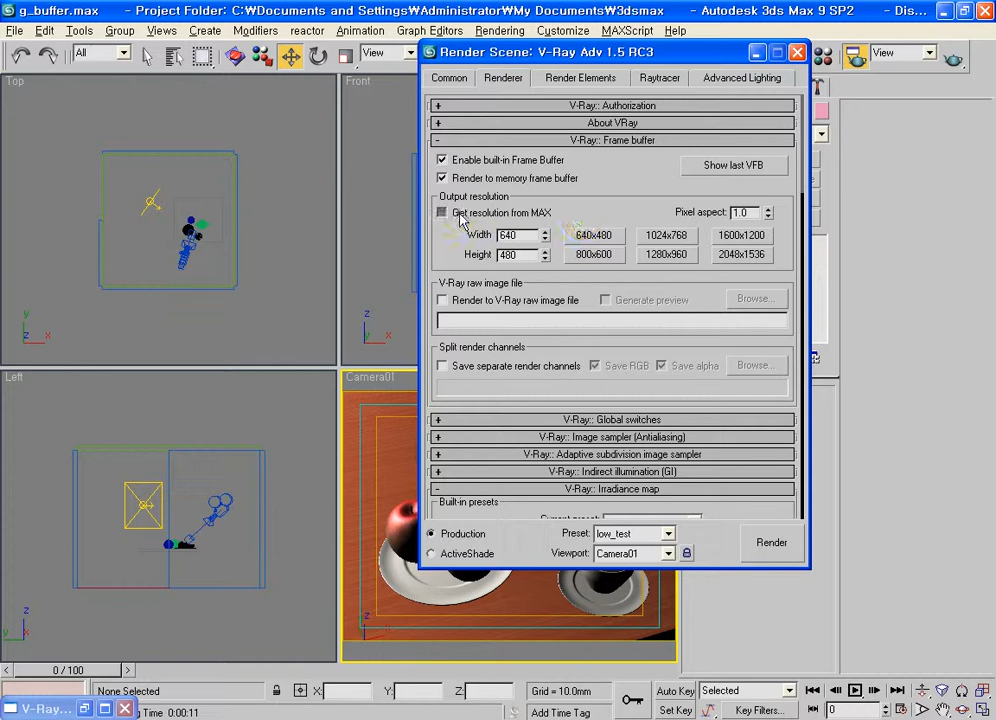 g_buffer.max - Project Folder: C:₩Documents and Settings₩Administrator₩My Documents₩3dsmax - Autodesk 3ds Max 9 SP2 - Dis...
File Edit Tools Group Views Create Modifiers reactor Animation Graph Editors Rendering Customize MAXScript Help
All View View
Render Scene: V-Ray Adv 1.5 RC3
Common Renderer Render Elements Raytracer Advanced Lighting
Top Front
+ V-Ray:: Authorization
+ About VRay
- V-Ray:: Frame buffer
Enable built-in Frame Buffer Show last VFB
Render to memory frame buffer
Output resolution
Get resolution from MAX Pixel aspect: 1.0
Width 640 640x480 1024x768 1600x1200
Height 480 800x600 1280x960 2048x1536
V-Ray raw image file
Render to V-Ray raw image file Generate preview Browse...
y x z x
Split render channels
Save separate render channels Save RGB Save alpha Browse...
Left Camera01
+ V-Ray:: Global switches
+ V-Ray:: Image sampler (Antialiasing)
+ V-Ray:: Adaptive subdivision image sampler
+ V-Ray:: Indirect illumination (GI)
- V-Ray:: Irradiance map
Built-in presets
Production Preset: low_test Render
ActiveShade Viewport: Camera01
z y x z
0 / 100
None Selected X: Y: Z: Grid = 10.0mm Auto Key Selected
V-Ray... g Time 0:00:11 Add Time Tag Set Key Key Filters... 0